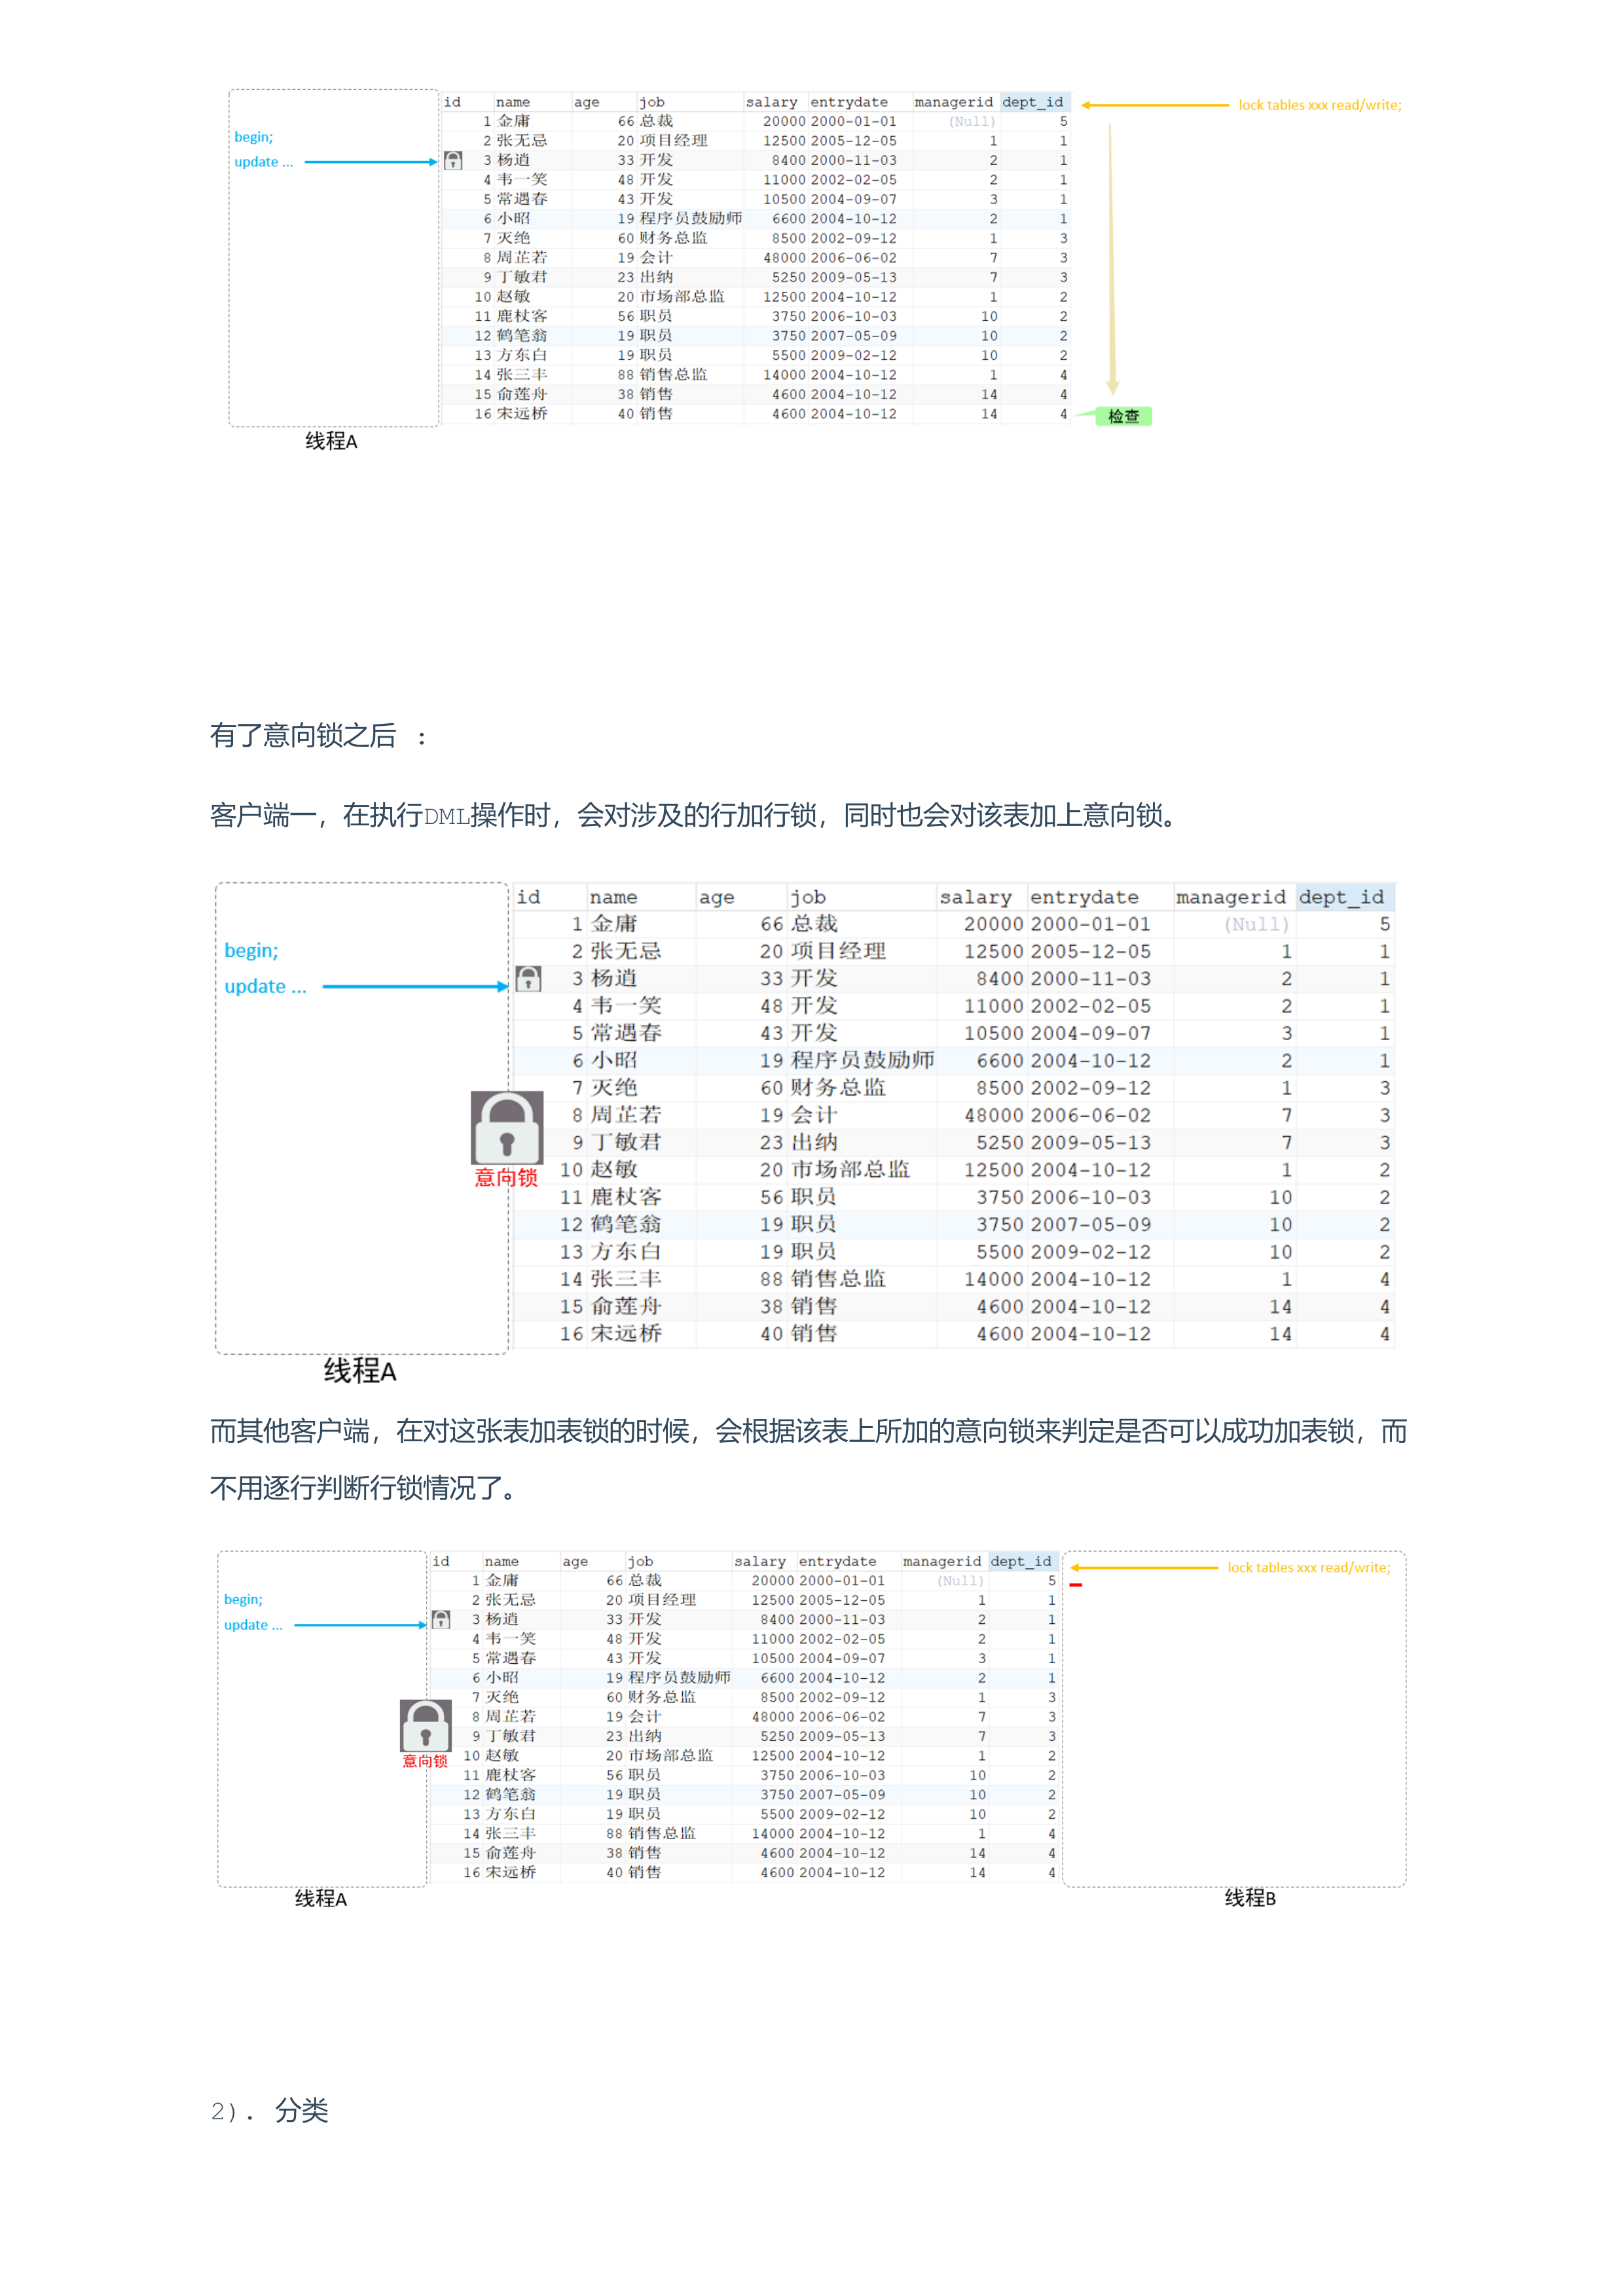 id name age job salary entrydate managerid dept_id lock tables xxx read/write;
1 金庸 66 总裁 20000 2000-01-01 (Null) 5
begin; 2 张无忌 20 项目经理 12500 2005-12-05 1 1
update ... 3 杨逍 33 开发 8400 2000-11-03 2 1
4 韦一笑 48 开发 11000 2002-02-05 2 1
5 常遇春 43 开发 10500 2004-09-07 3 1
6 小昭 19 程序员鼓励师 6600 2004-10-12 2 1
7 灭绝 60 财务总监 8500 2002-09-12 1 3
8 周芷若 19 会计 48000 2006-06-02 7 3
9 丁敏君 23 出纳 5250 2009-05-13 7 3
10 赵敏 20 市场部总监 12500 2004-10-12 1 2
11 鹿杖客 56 职员 3750 2006-10-03 10 2
12 鹤笔翁 19 职员 3750 2007-05-09 10 2
13 方东白 19 职员 5500 2009-02-12 10 2
14 张三丰 88 销售总监 14000 2004-10-12 1 4
15 俞莲舟 38 销售 4600 2004-10-12 14 4
16 宋远桥 40 销售 4600 2004-10-12 14 4 检查
线程A
有了意向锁之后 :
客户端一，在执行DML操作时，会对涉及的行加行锁，同时也会对该表加上意向锁。
id name age job salary entrydate managerid dept_id
1 金庸 66 总裁 20000 2000-01-01 (Null) 5
begin; 2 张无忌 20 项目经理 12500 2005-12-05 1 1
update ... 3 杨逍 33 开发 8400 2000-11-03 2 1
4 韦一笑 48 开发 11000 2002-02-05 2 1
5 常遇春 43 开发 10500 2004-09-07 3 1
6 小昭 19 程序员鼓励师 6600 2004-10-12 2 1
7 灭绝 60 财务总监 8500 2002-09-12 1 3
8 周芷若 19 会计 48000 2006-06-02 7 3
9 丁敏君 23 出纳 5250 2009-05-13 7 3
意向锁 10 赵敏 20 市场部总监 12500 2004-10-12 1 2
11 鹿杖客 56 职员 3750 2006-10-03 10 2
12 鹤笔翁 19 职员 3750 2007-05-09 10 2
13 方东白 19 职员 5500 2009-02-12 10 2
14 张三丰 88 销售总监 14000 2004-10-12 1 4
15 俞莲舟 38 销售 4600 2004-10-12 14 4
16 宋远桥 40 销售 4600 2004-10-12 14 4
线程A
而其他客户端，在对这张表加表锁的时候，会根据该表上所加的意向锁来判定是否可以成功加表锁，而
不用逐行判断行锁情况了。
id name age job salary entrydate managerid dept_id lock tables xxx read/write;
1 金庸 66 总裁 20000 2000-01-01 (Null) 5
begin; 2 张无忌 20 项目经理 12500 2005-12-05 1 1
update ... 3 杨逍 33 开发 8400 2000-11-03 2 1
4 韦一笑 48 开发 11000 2002-02-05 2 1
5 常遇春 43 开发 10500 2004-09-07 3 1
6 小昭 19 程序员鼓励师 6600 2004-10-12 2 1
7 灭绝 60 财务总监 8500 2002-09-12 1 3
8 周芷若 19 会计 48000 2006-06-02 7 3
9 丁敏君 23 出纳 5250 2009-05-13 7 3
意向锁 10 赵敏 20 市场部总监 12500 2004-10-12 1 2
11 鹿杖客 56 职员 3750 2006-10-03 10 2
12 鹤笔翁 19 职员 3750 2007-05-09 10 2
13 方东白 19 职员 5500 2009-02-12 10 2
14 张三丰 88 销售总监 14000 2004-10-12 1 4
15 俞莲舟 38 销售 4600 2004-10-12 14 4
16 宋远桥 40 销售 4600 2004-10-12 14 4
线程A 线程B
2). 分类